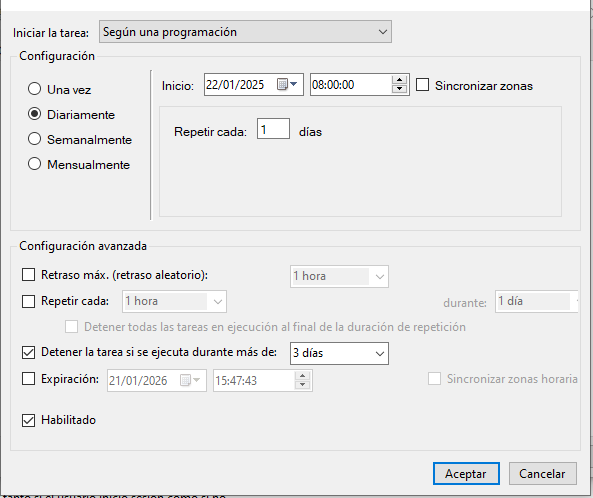 Iniciar la tarea: Según una programación
Configuración
Una vez
Diariamente
Semanalmente
Mensualmente
Inicio: 22/01/2025 08:00:00 Sincronizar zonas
Repetir cada: 1 días
Configuración avanzada
Retraso máx. (retraso aleatorio): 1 hora
Repetir cada: 1 hora durante: 1 día
Detener todas las tareas en ejecución al final de la duración de repetición
Detener la tarea si se ejecuta durante más de: 3 días
Expiración: 21/01/2026 15:47:43 Sincronizar zonas horaria
Habilitado
Aceptar Cancelar